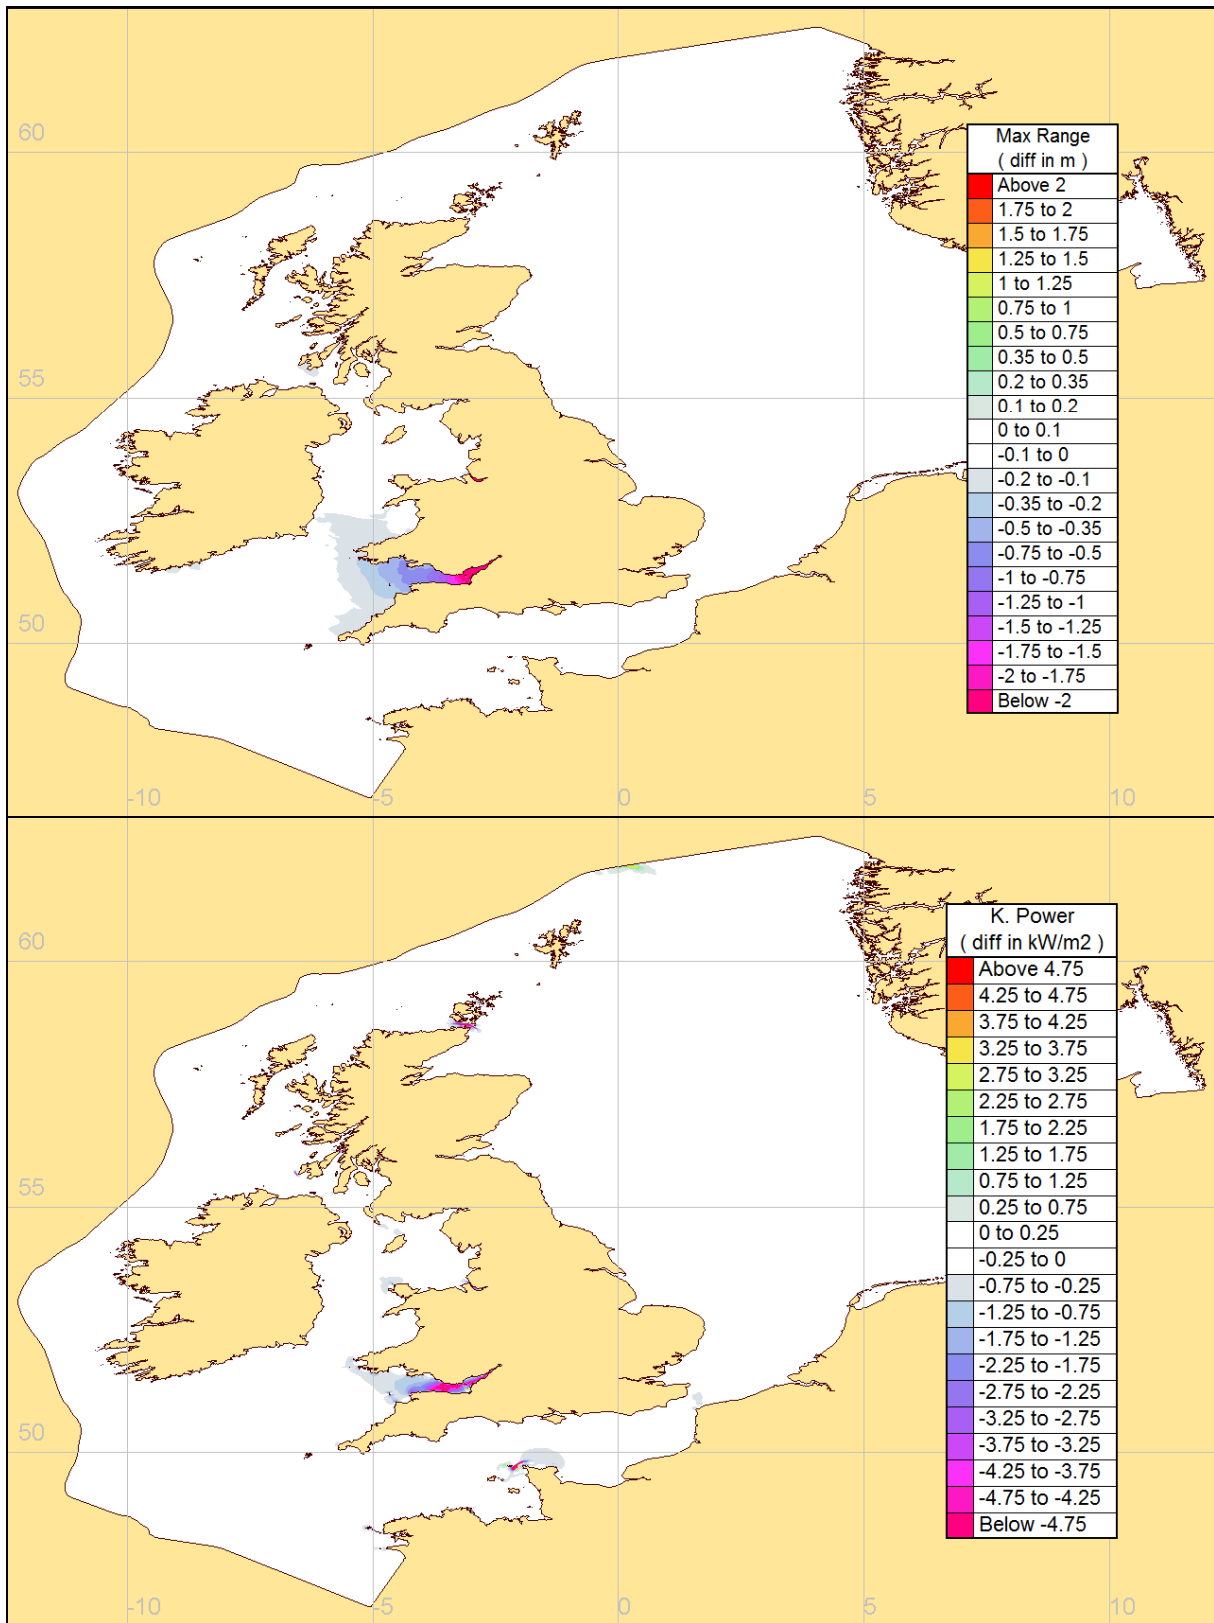 60
55
50
-10
-5
0
5
10
Max Range
( diff in m )
Above 2
1.75 to 2
1.5 to 1.75
1.25 to 1.5
1 to 1.25
0.75 to 1
0.5 to 0.75
0.35 to 0.5
0.2 to 0.35
0.1 to 0.2
0 to 0.1
-0.1 to 0
-0.2 to -0.1
-0.35 to -0.2
-0.5 to -0.35
-0.75 to -0.5
-1 to -0.75
-1.25 to -1
-1.5 to -1.25
-1.75 to -1.5
-2 to -1.75
Below -2
60
55
50
-10
-5
0
5
10
K. Power
( diff in kW/m2 )
Above 4.75
4.25 to 4.75
3.75 to 4.25
3.25 to 3.75
2.75 to 3.25
2.25 to 2.75
1.75 to 2.25
1.25 to 1.75
0.75 to 1.25
0.25 to 0.75
0 to 0.25
-0.25 to 0
-0.75 to -0.25
-1.25 to -0.75
-1.75 to -1.25
-2.25 to -1.75
-2.75 to -2.25
-3.25 to -2.75
-3.75 to -3.25
-4.25 to -3.75
-4.75 to -4.25
Below -4.75